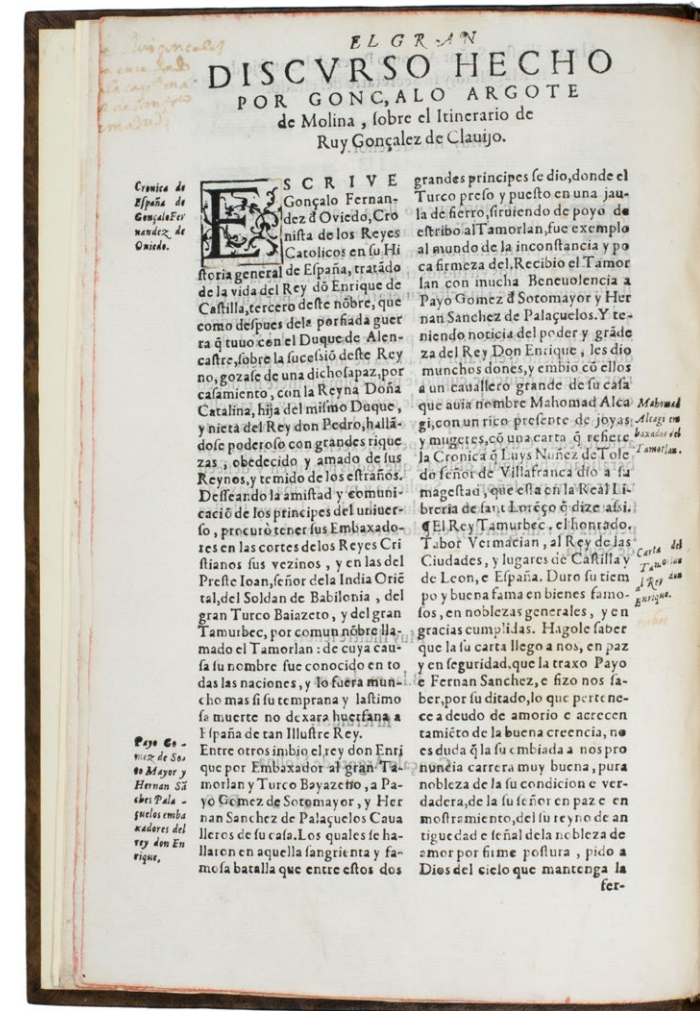 EL GRAN
DISCVRSO HECHO
POR GONC,ALO ARGOTE
de Molina, sobre el Itinerario de
Ruy Gonçalez de Clauijo.
Cronica de
España de
Gonçalo Fer
nandez de
Ouiedo.
ESCRIVE
Gonçalo Fernan-
dez đ Ouiedo, Cro
nista de los Reyes
Catolicos en su Hi
storia general de España, tratãdo
de la vida del Rey dõ Enrique de
Castilla, tercero deste nõbre, que
como despues dela porfiada guer
ra q̃ tuuo con el Duque de Alen-
castre, sobre la sucessiõ deste Rey
no, gozase de una dichosa paz, por
casamiento, con la Reyna Doña
Catalina, hija del mismo Duque,
y nieta del Rey don Pedro, hallã-
dose poderoso con grandes rique
zas, obedecido y amado de sus
Reynos, y temido de los estraños.
Desseando la amistad y comuni-
caciõ de los principes del uniuer-
so, procurò tener sus Embaxado-
res en las cortes delos Reyes Cri
stianos sus vezinos, y en las del
Preste Ioan, señor dela India Oriẽ
tal, del Soldan de Babilonia, del
gran Turco Baiazeto, y del gran
Tamurbec, por comun nõbre lla-
mado el Tamorlan: de cuya cau-
sa su nombre fue conocido en to
das las naciones, y lo fuera mun-
cho mas si su temprana y lastimo
sa muerte no dexara huerfana a
España de tan Illustre Rey.
Payo Go-
mez de So-
to Mayor y
Hernan Sã
chez Pala-
çuelos emba
xadores del
rey don En
rique.
Entre otros imbio el rey don Enri
que por Embaxador al gran Ta-
morlan y Turco Bayazeno, a Pa-
yo Gomez de Sotomayor, y Her
nan Sanchez de Palaçuelos Caua
lleros de su casa. Los quales se ha-
llaron en aquella sangrienta y fa-
mosa batalla que entre estos dos
grandes principes se dio, donde el
Turco preso y puesto en una jau-
la de fierro, siruiendo de poyo de
estribo al Tamorlan, fue exemplo
al mundo de la inconstancia y po
ca firmeza del. Recibio el Tamor
lan con mucha Beneuolencia a
Payo Gomez đ Sotomayor y Her
nan Sanchez de Palaçuelos. Y te-
niendo noticia del poder y grãde
za del Rey Don Enrique, les dio
munchos dones, y embio cõ ellos
a un cauallero grande de su casa
que auia nombre Mahomad Alca
gi, con un rico presente de joyas
y mugeres, cõ una carta q̃ refiere
la Cronica q̃ Luys Nuñez de Tole
do señor de Villafranca dio a su
magestad, que esta en la Real Li-
breria de sant Lorẽço q̃ dize assi.
Mahomad
Alcagi em
baxador del
Tamorlan.
¶El Rey Tamurbec, el honrado,
Tabor Vermacian, al Rey de las
Ciudades, y lugares de Castilla y
de Leon, e España. Duro su tiem
po y buena fama en bienes famo-
sos, en noblezas generales, y en
gracias cumplidas. Hagole saber
que la su carta llego a nos, en paz
y en seguridad, que la traxo Payo
e Fernan Sanchez, e fizo nos sa-
ber, por su ditado, lo que pertene-
ce a deudo de amorio e acrecen
tamiẽto de la buena creencia, no
es duda q̃ la su embiada a nos pro
nuncia carrera muy buena, pura
nobleza de la su condicion e ver-
dadera, de la su señor en paz e en
mostramiento, del su reyno de an
tiguedad e señal dela nobleza de
amor por firme postura, pido a
Dios del cielo que mantenga la
fer-
Carta del
Tamorlan
al Rey don
Enrique.